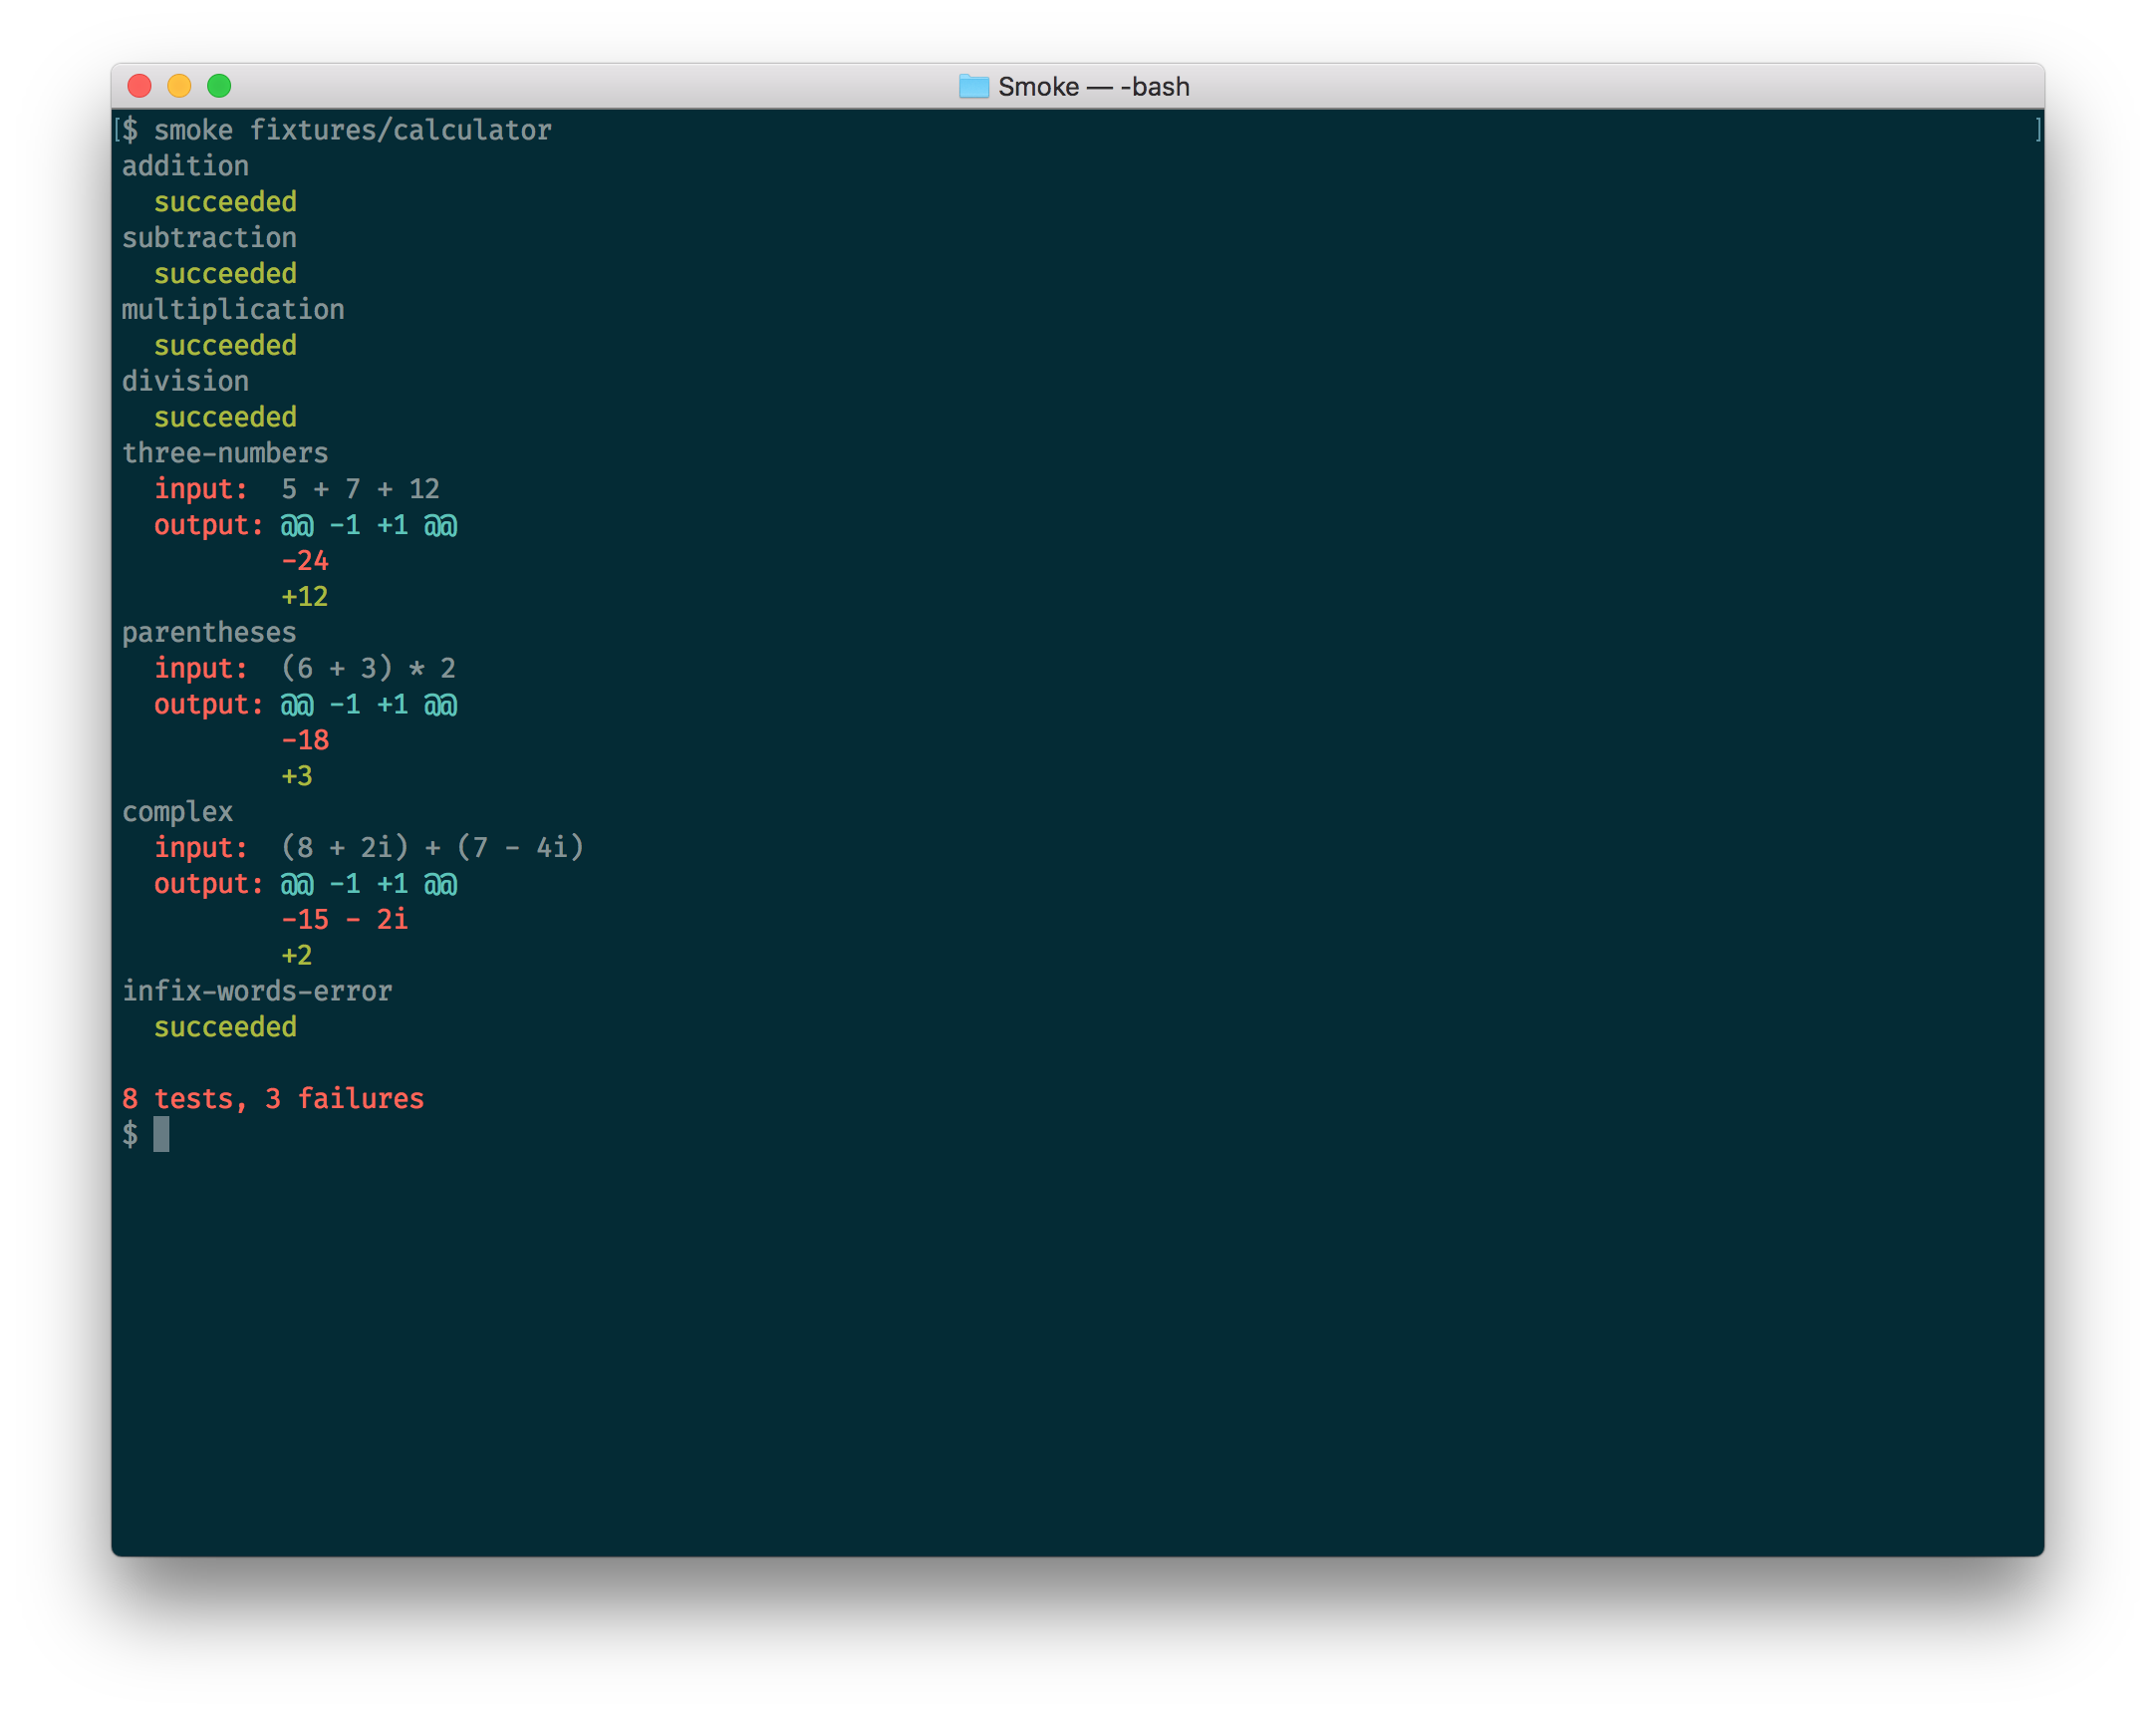 Smoke — -bash
[$ smoke fixtures/calculator ]
addition
  succeeded
subtraction
  succeeded
multiplication
  succeeded
division
  succeeded
three-numbers
  input:  5 + 7 + 12
  output: @@ -1 +1 @@
          -24
          +12
parentheses
  input:  (6 + 3) * 2
  output: @@ -1 +1 @@
          -18
          +3
complex
  input:  (8 + 2i) + (7 - 4i)
  output: @@ -1 +1 @@
          -15 - 2i
          +2
infix-words-error
  succeeded
8 tests, 3 failures
$